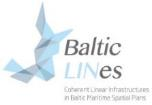 Baltic
LINes
Coherent Linear Infrastructures
in Baltic Maritime Spatial Plans